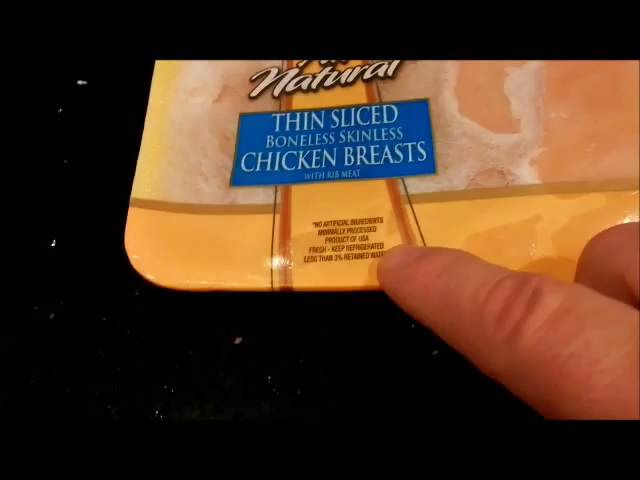 Natural
THIN SLICED
BONELESS SKINLESS
CHICKEN BREASTS
WITH RIB MEAT
*NO ARTIFICIAL INGREDIENTS
MINIMALLY PROCESSED
PRODUCT OF USA
FRESH - KEEP REFRIGERATED
LESS THAN 3% RETAINED